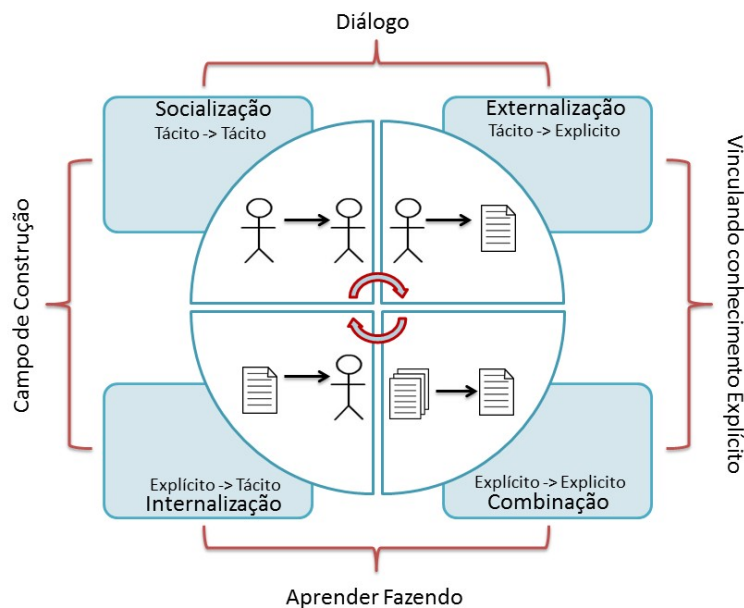 Diálogo
Socialização
Tácito -> Tácito
Externalização
Tácito -> Explicito
Campo de Construção
Vinculando conhecimento Explícito
Explícito -> Tácito
Internalização
Explícito -> Explicito
Combinação
Aprender Fazendo